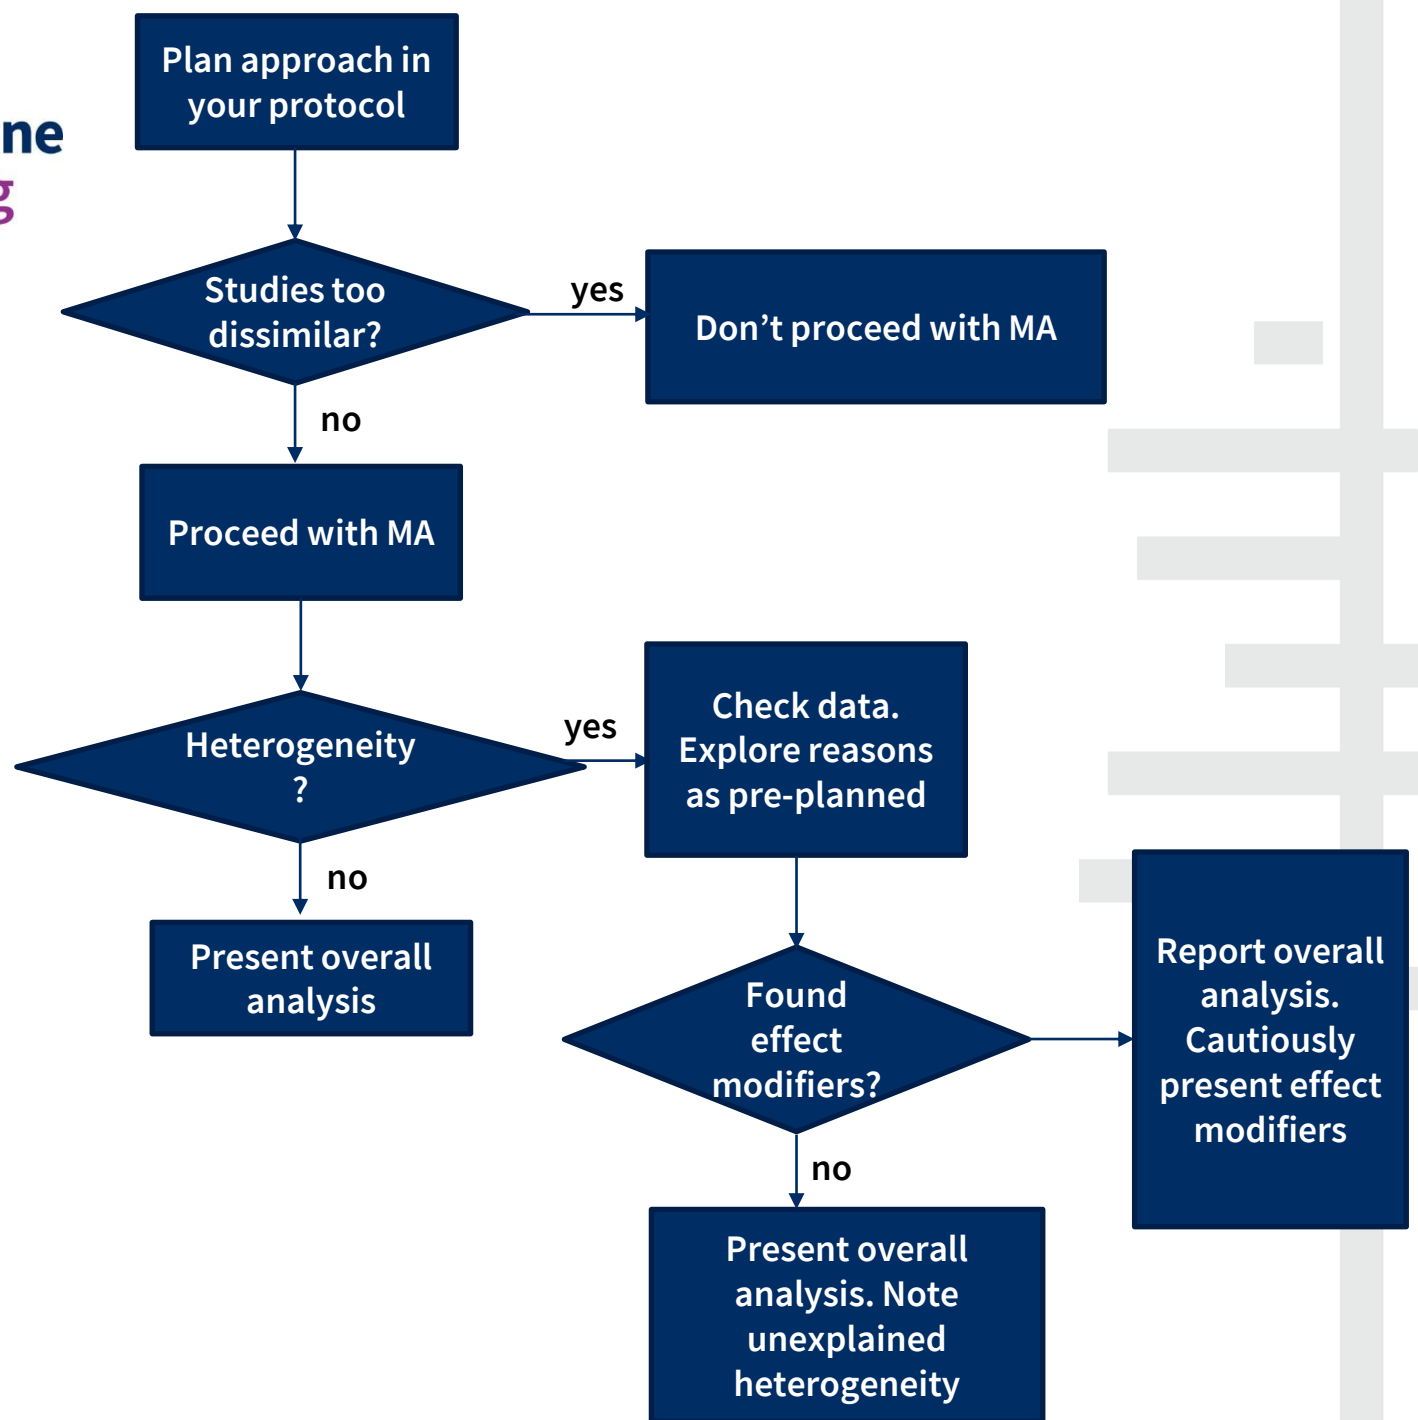 Plan approach in
your protocol
ne
g
Studies too
dissimilar?
yes
Don’t proceed with MA
no
Proceed with MA
Heterogeneity
?
yes
Check data.
Explore reasons
as pre-planned
no
Present overall
analysis
Found
effect
modifiers?
Report overall
analysis.
Cautiously
present effect
modifiers
no
Present overall
analysis. Note
unexplained
heterogeneity